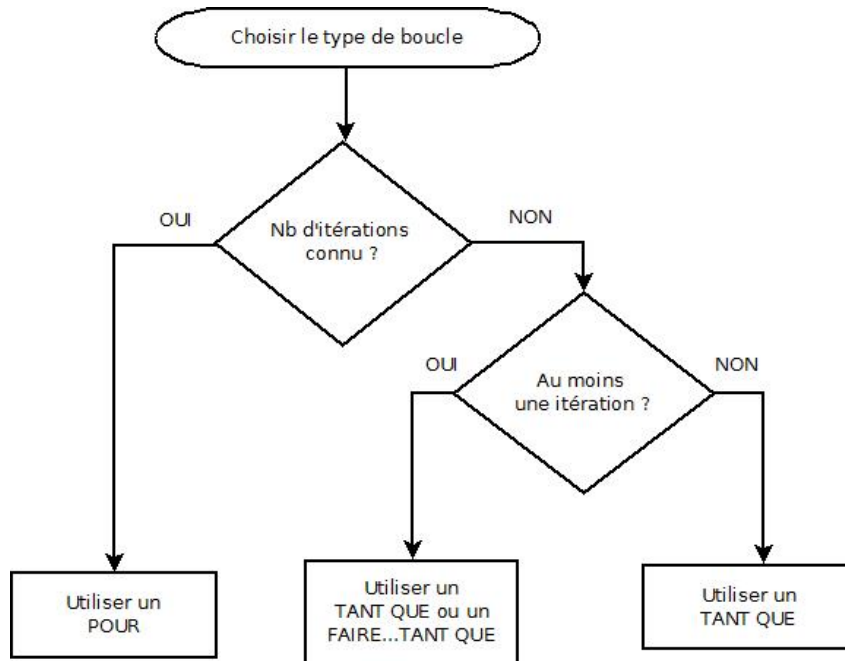 Choisir le type de boucle
OUI
NON
Nb d'itérations
connu ?
OUI
NON
Au moins
une itération ?
Utiliser un
POUR
Utiliser un
TANT QUE ou un
FAIRE...TANT QUE
Utiliser un
TANT QUE